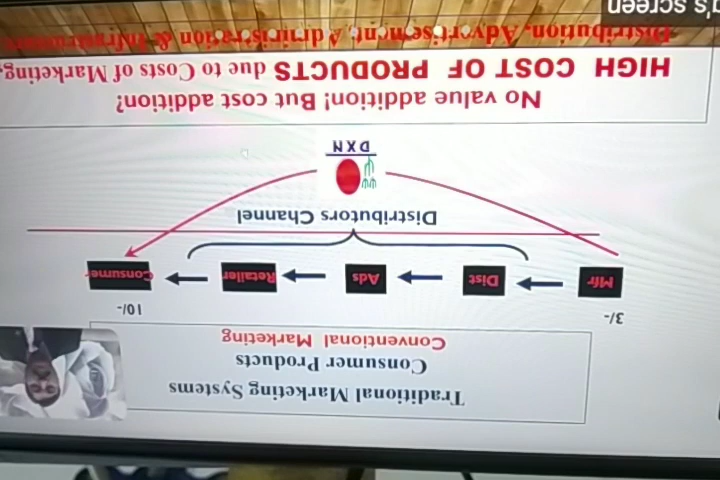 Traditional Marketing Systems
Consumer Products
Conventional Marketing
3/- 10/-
Mfr Dist Ads Retailer Consumer
Distributors Channel
DXN
No value addition! But cost addition?
HIGH COST OF PRODUCTS due to Costs of Marketing,
Distribution, Advertisement, Administration & Infrastructure
's screen